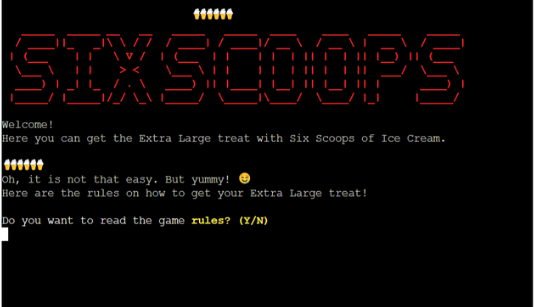 🍦🍦🍦🍦🍦🍦
SIX SCOOPS
Welcome!
Here you can get the Extra Large treat with Six Scoops of Ice Cream.
🍦🍦🍦🍦🍦🍦
Oh, it is not that easy. But yummy! 😉
Here are the rules on how to get your Extra Large treat!
Do you want to read the game rules? (Y/N)